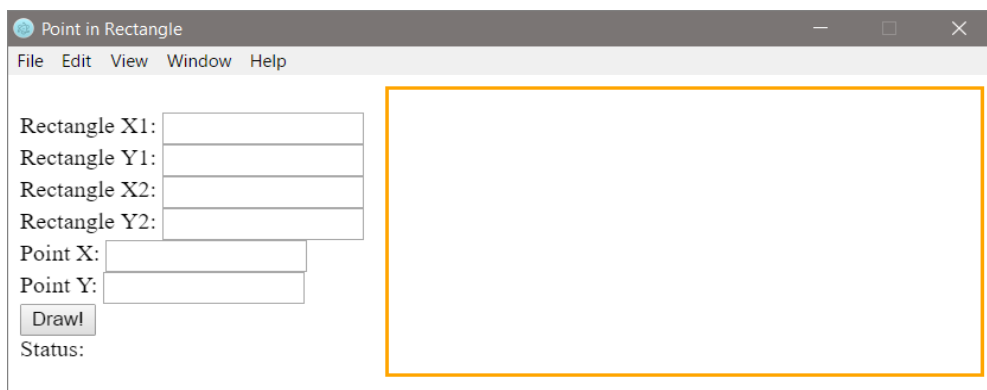 Point in Rectangle
File Edit View Window Help
Rectangle X1:
Rectangle Y1:
Rectangle X2:
Rectangle Y2:
Point X:
Point Y:
Draw!
Status: